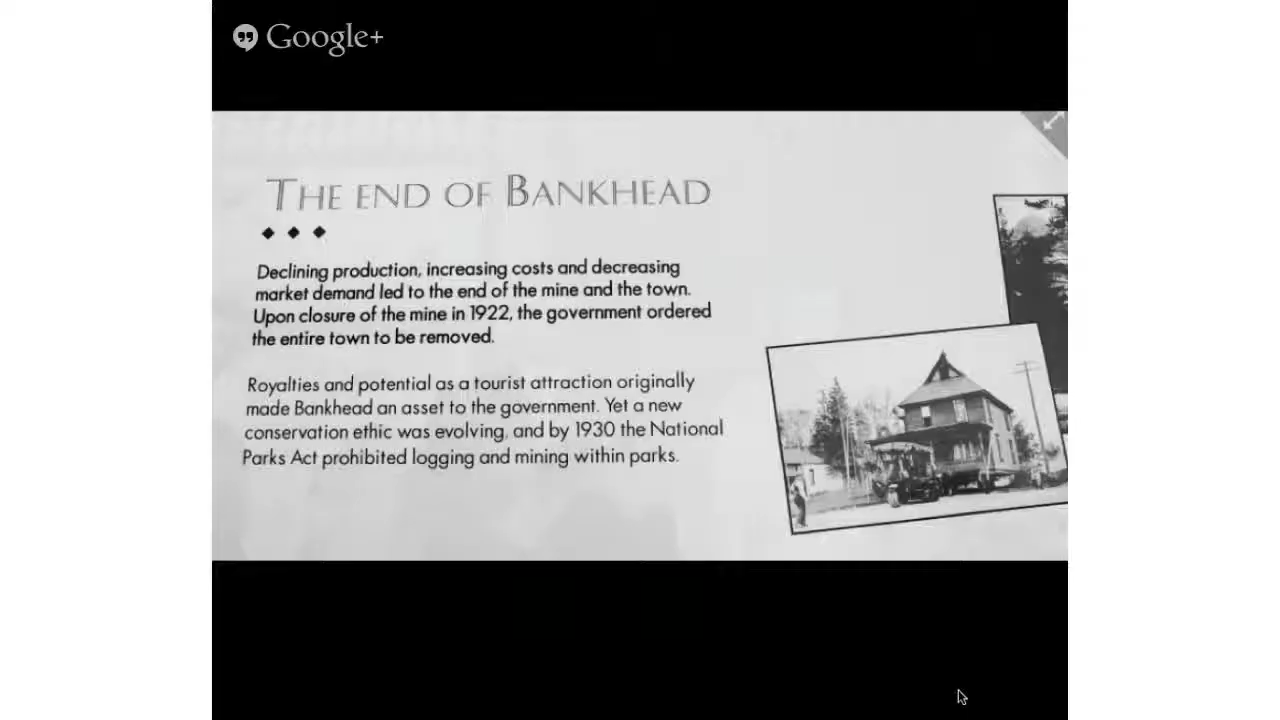 Google+
THE END OF BANKHEAD
Declining production, increasing costs and decreasing
market demand led to the end of the mine and the town.
Upon closure of the mine in 1922, the government ordered
the entire town to be removed.
Royalties and potential as a tourist attraction originally
made Bankhead an asset to the government. Yet a new
conservation ethic was evolving, and by 1930 the National
Parks Act prohibited logging and mining within parks.